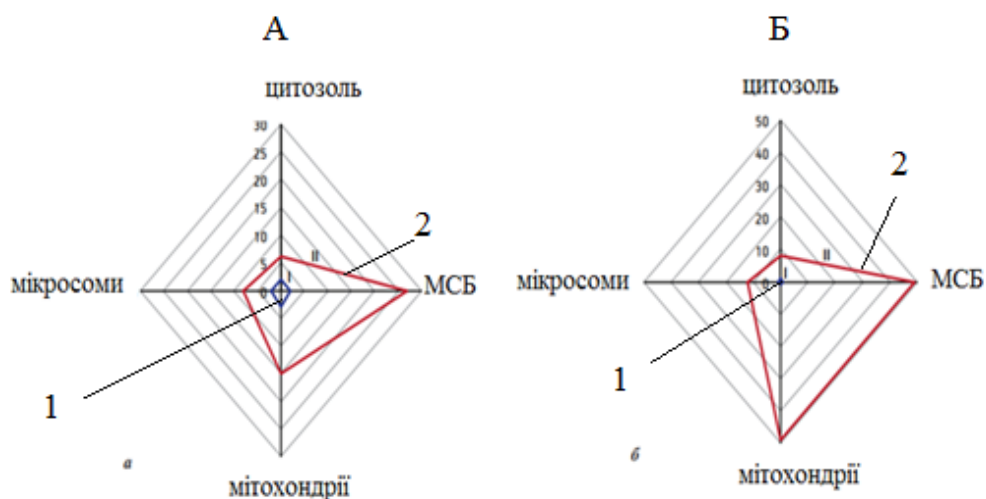 А
цитозоль
30
25
20
15
10
5
0
I
II
2
мікросоми
МСБ
1
а
мітохондрії
Б
цитозоль
50
40
30
20
10
0
I
II
2
мікросоми
МСБ
1
б
мітохондрії